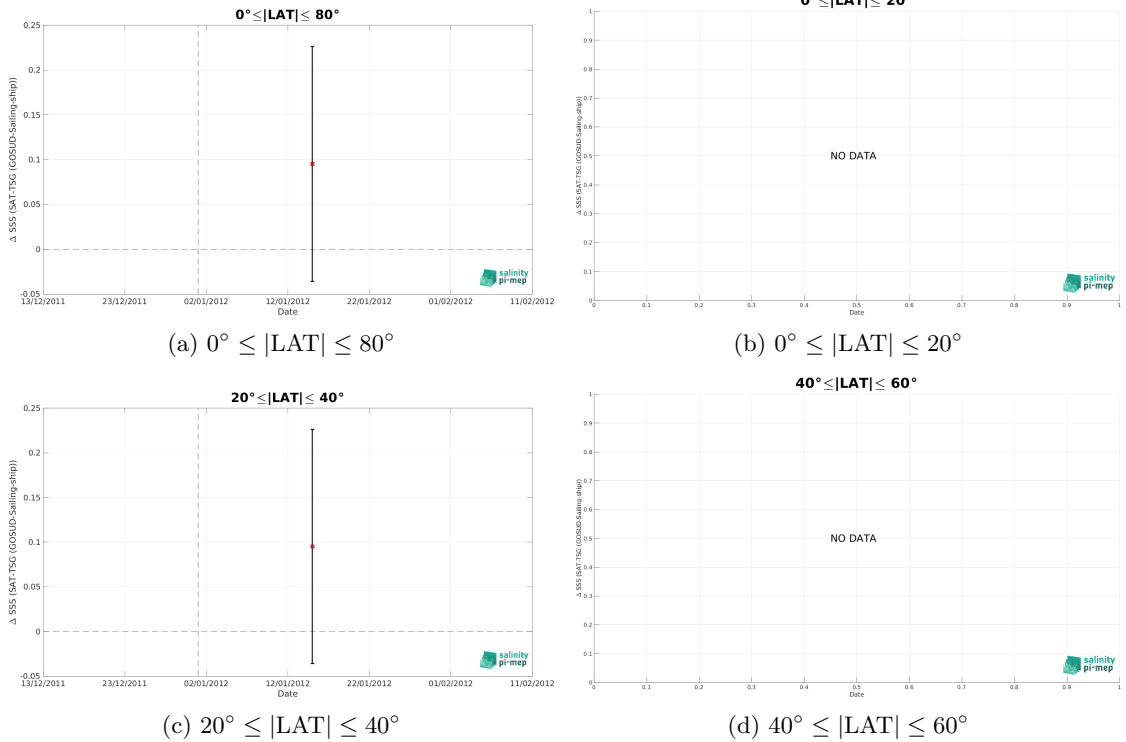 0°≤|LAT|≤ 80°
0.25
0.2
0.15
0.1
0.05
0
-0.05
Δ SSS (SAT-TSG (GOSUD-Sailing-ship))
13/12/2011 23/12/2011 02/01/2012 12/01/2012 22/01/2012 01/02/2012 11/02/2012
Date
salinity
pi-mep
(a) 0° ≤ |LAT| ≤ 80°
0°≤|LAT|≤ 20°
1
0.9
0.8
0.7
0.6
0.5
0.4
0.3
0.2
0.1
0
Δ SSS (SAT-TSG (GOSUD-Sailing-ship))
NO DATA
0 0.1 0.2 0.3 0.4 0.5 0.6 0.7 0.8 0.9 1
Date
salinity
pi-mep
(b) 0° ≤ |LAT| ≤ 20°
20°≤|LAT|≤ 40°
0.25
0.2
0.15
0.1
0.05
0
-0.05
Δ SSS (SAT-TSG (GOSUD-Sailing-ship))
13/12/2011 23/12/2011 02/01/2012 12/01/2012 22/01/2012 01/02/2012 11/02/2012
Date
salinity
pi-mep
(c) 20° ≤ |LAT| ≤ 40°
40°≤|LAT|≤ 60°
1
0.9
0.8
0.7
0.6
0.5
0.4
0.3
0.2
0.1
0
Δ SSS (SAT-TSG (GOSUD-Sailing-ship))
NO DATA
0 0.1 0.2 0.3 0.4 0.5 0.6 0.7 0.8 0.9 1
Date
salinity
pi-mep
(d) 40° ≤ |LAT| ≤ 60°